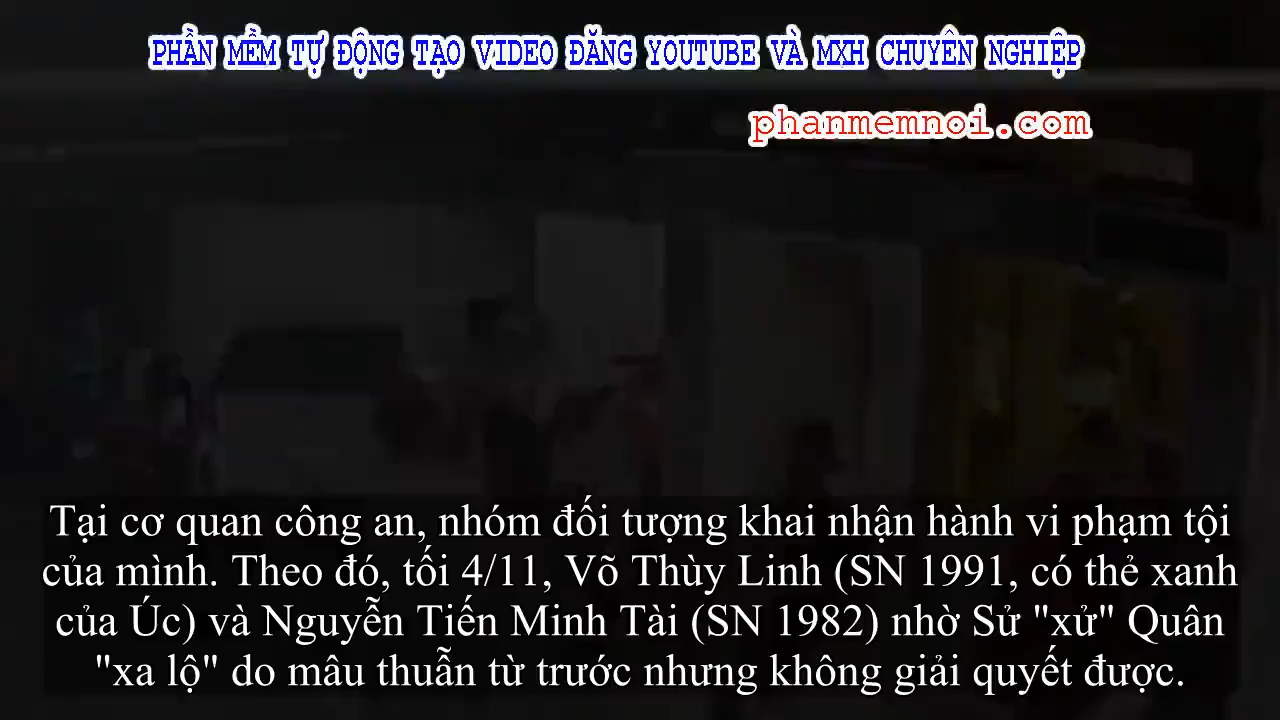 PHẦN MỀM TỰ ĐỘNG TẠO VIDEO ĐĂNG YOUTUBE VÀ MXH CHUYÊN NGHIỆP
phanmemnoi.com
Tại cơ quan công an, nhóm đối tượng khai nhận hành vi phạm tội
của mình. Theo đó, tối 4/11, Võ Thùy Linh (SN 1991, có thẻ xanh
của Úc) và Nguyễn Tiến Minh Tài (SN 1982) nhờ Sử "xử" Quân
"xa lộ" do mâu thuẫn từ trước nhưng không giải quyết được.